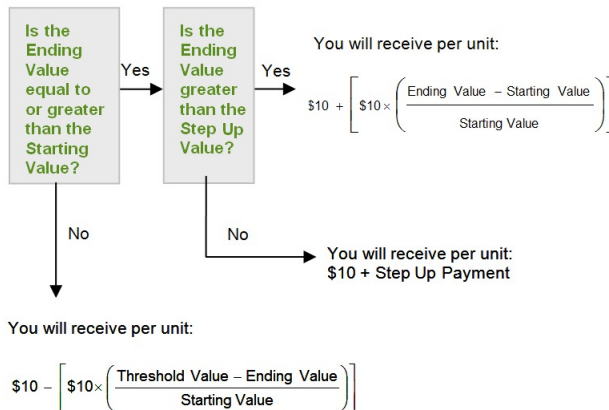 Is the
Ending
Value
equal to
or greater
than the
Starting
Value?
Yes
Is the
Ending
Value
greater
than the
Step Up
Value?
Yes
You will receive per unit:
$10 + [ $10 × ( Ending Value − Starting Value
Starting Value ) ]
No
No
You will receive per unit:
$10 + Step Up Payment
You will receive per unit:
$10 − [ $10× ( Threshold Value − Ending Value
Starting Value ) ]